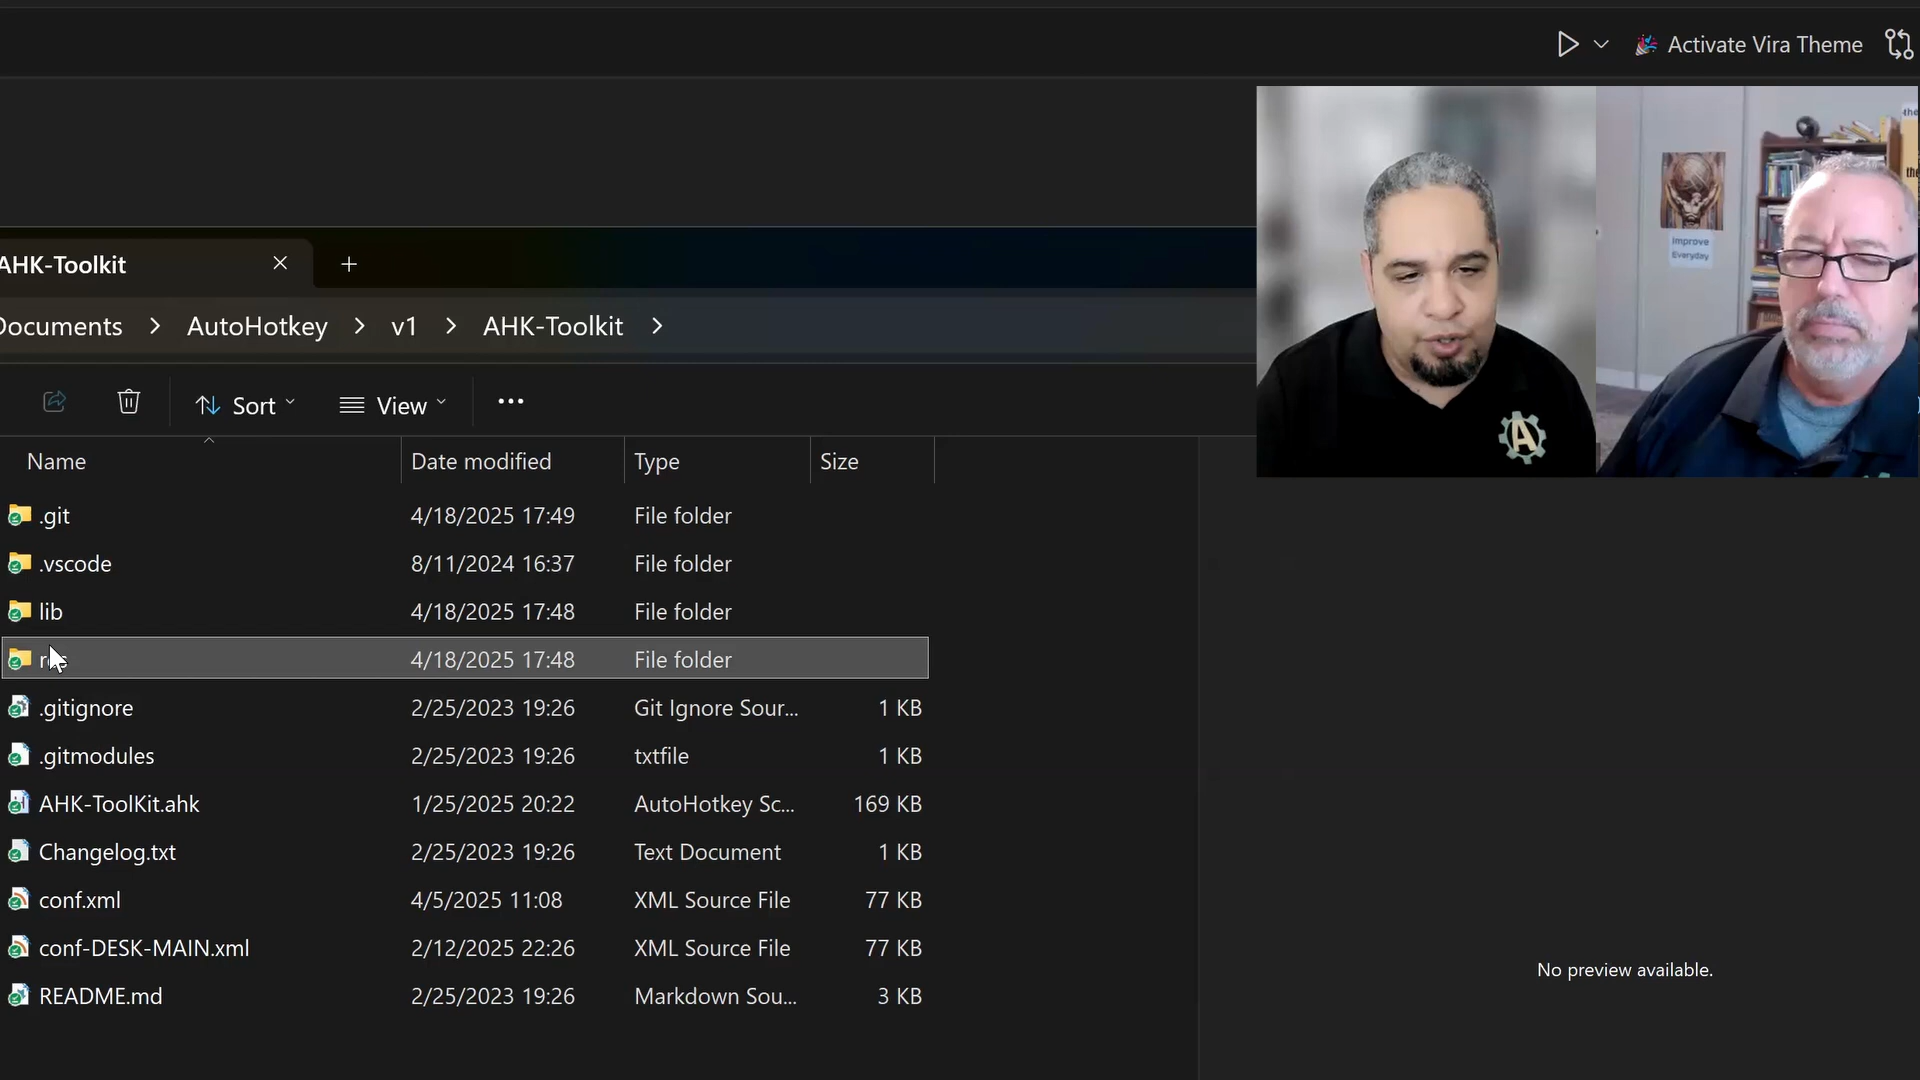 Activate Vira Theme
the
the
Improve
Everyday
AHK-Toolkit
Documents > AutoHotkey > v1 > AHK-Toolkit >
Sort View ...
Name Date modified Type Size
.git 4/18/2025 17:49 File folder
.vscode 8/11/2024 16:37 File folder
lib 4/18/2025 17:48 File folder
4/18/2025 17:48 File folder
.gitignore 2/25/2023 19:26 Git Ignore Sour... 1 KB
.gitmodules 2/25/2023 19:26 txtfile 1 KB
AHK-ToolKit.ahk 1/25/2025 20:22 AutoHotkey Sc... 169 KB
Changelog.txt 2/25/2023 19:26 Text Document 1 KB
conf.xml 4/5/2025 11:08 XML Source File 77 KB
conf-DESK-MAIN.xml 2/12/2025 22:26 XML Source File 77 KB
README.md 2/25/2023 19:26 Markdown Sou... 3 KB
No preview available.
A